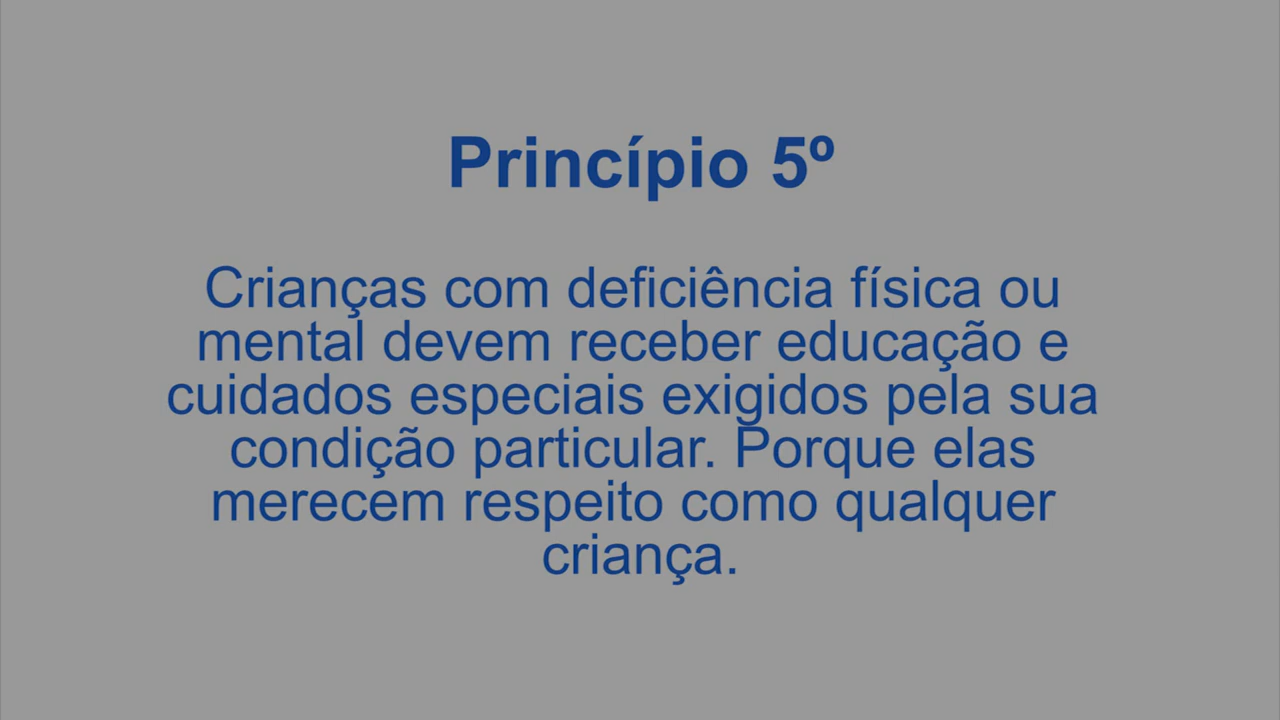 Princípio 5º
Crianças com deficiência física ou
mental devem receber educação e
cuidados especiais exigidos pela sua
condição particular. Porque elas
merecem respeito como qualquer
criança.